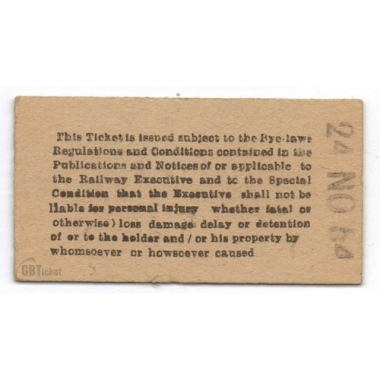 This Ticket is issued subject to the Bye-laws
Regulations and Conditions contained in the
Publications and Notices of or applicable to
the Railway Executive and to the Special
Condition that the Executive shall not be
liable for personal injury whether fatal or
otherwise) loss damage delay or detention
of or to the holder and / or his property by
whomsoever or howsoever caused
24 NO 64
GBTicket